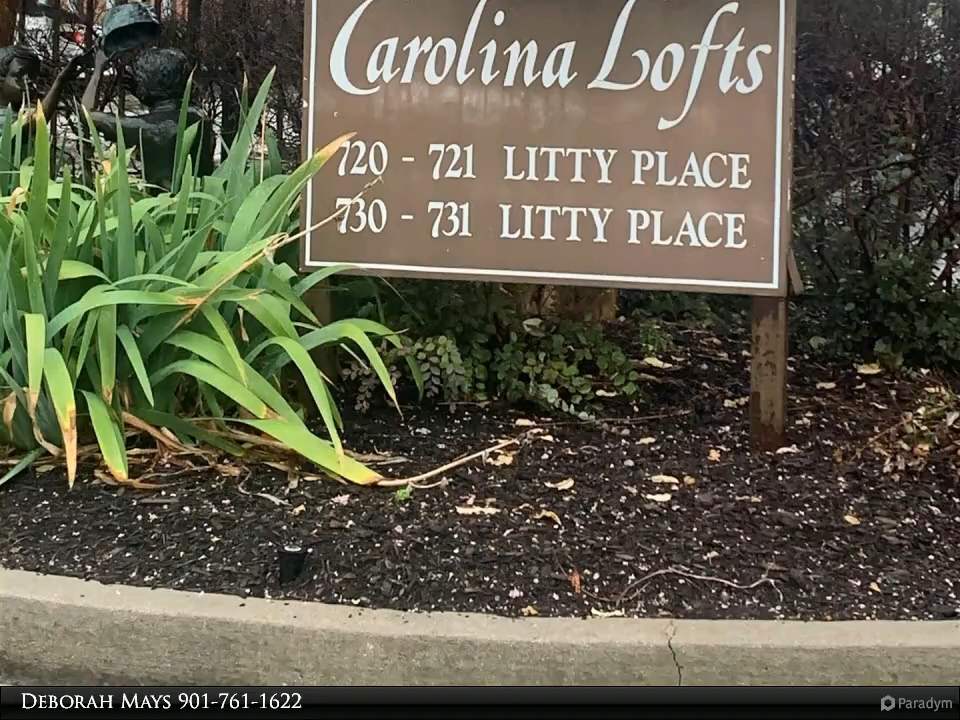 Carolina Lofts
720 - 721 LITTY PLACE
730 - 731 LITTY PLACE
DEBORAH MAYS 901-761-1622
Paradym